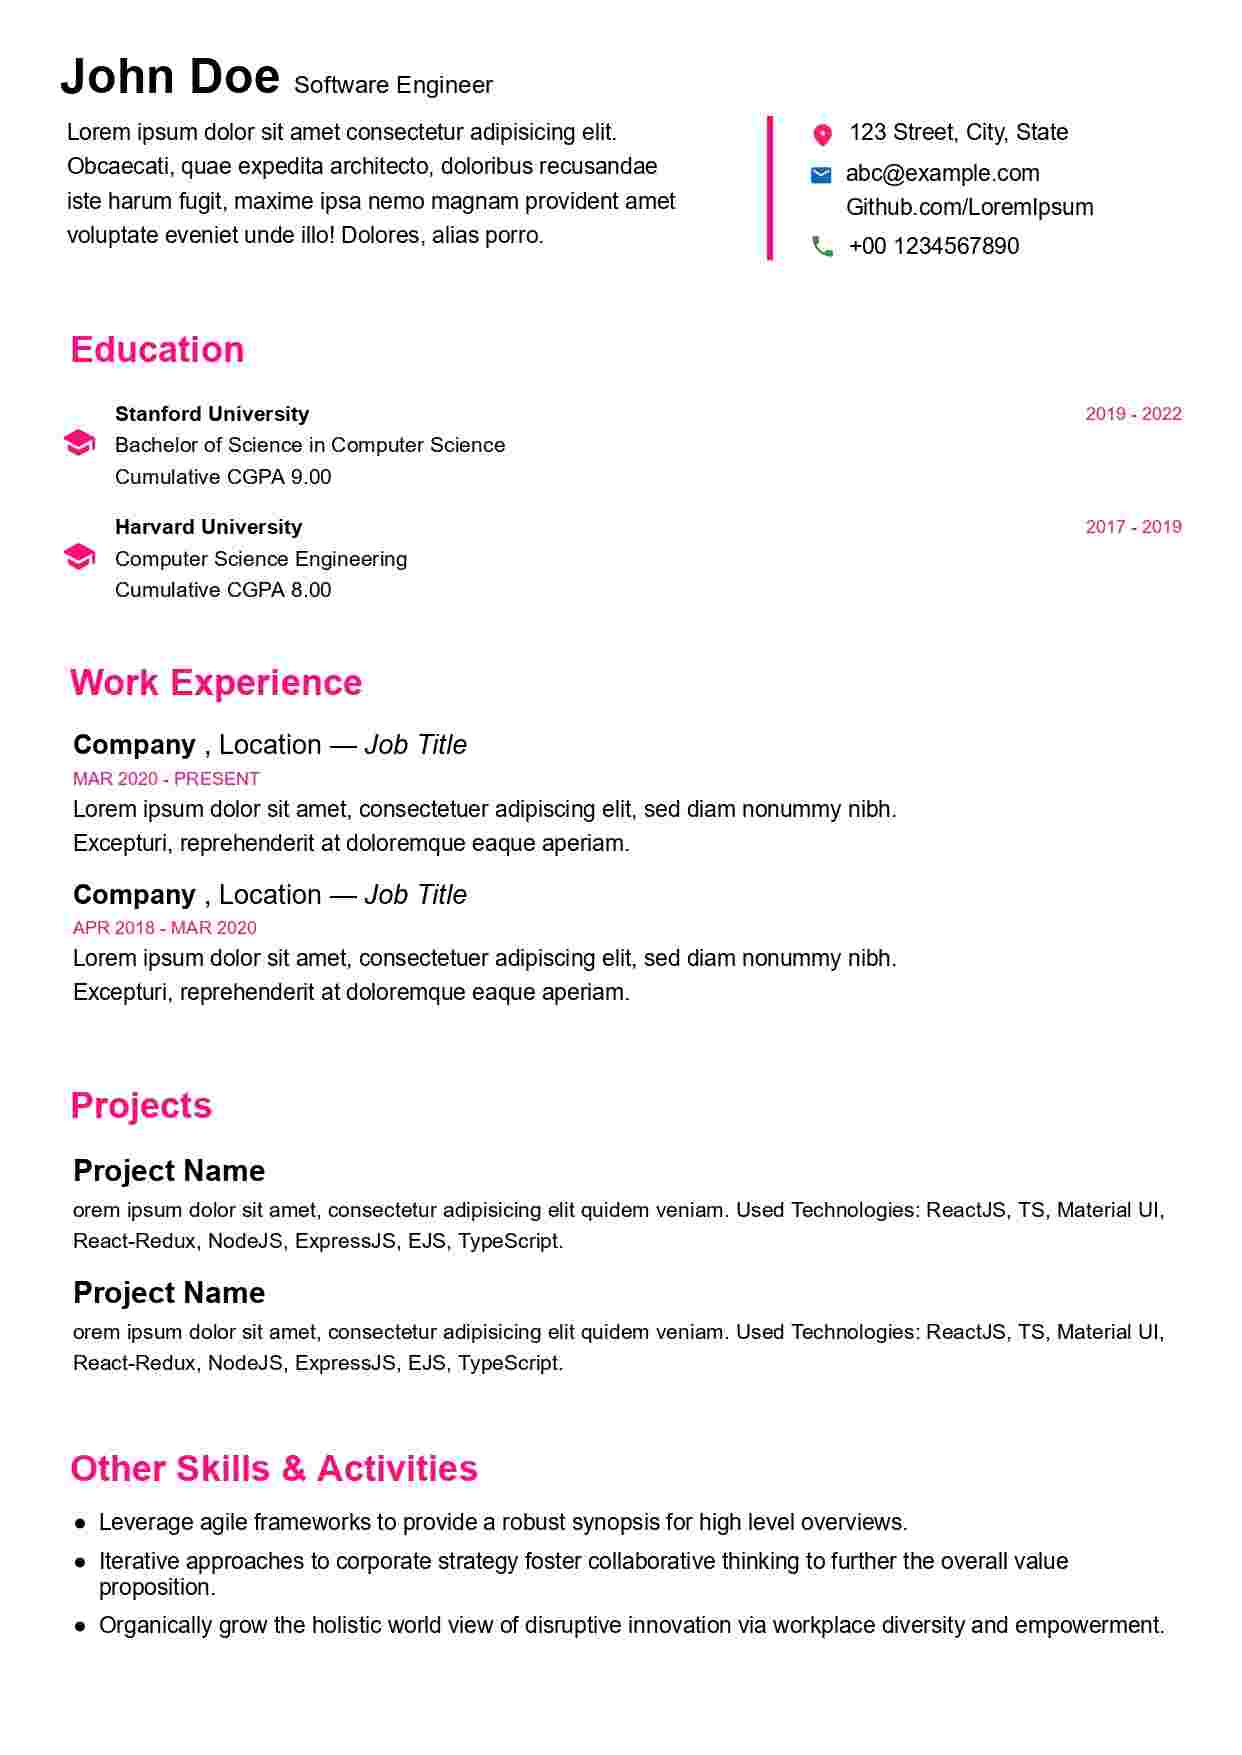 John Doe Software Engineer
Lorem ipsum dolor sit amet consectetur adipisicing elit.
Obcaecati, quae expedita architecto, doloribus recusandae
iste harum fugit, maxime ipsa nemo magnam provident amet
voluptate eveniet unde illo! Dolores, alias porro.
123 Street, City, State
abc@example.com
Github.com/LoremIpsum
+00 1234567890
Education
Stanford University 2019 - 2022
Bachelor of Science in Computer Science
Cumulative CGPA 9.00
Harvard University 2017 - 2019
Computer Science Engineering
Cumulative CGPA 8.00
Work Experience
Company , Location — Job Title
MAR 2020 - PRESENT
Lorem ipsum dolor sit amet, consectetuer adipiscing elit, sed diam nonummy nibh.
Excepturi, reprehenderit at doloremque eaque aperiam.
Company , Location — Job Title
APR 2018 - MAR 2020
Lorem ipsum dolor sit amet, consectetuer adipiscing elit, sed diam nonummy nibh.
Excepturi, reprehenderit at doloremque eaque aperiam.
Projects
Project Name
orem ipsum dolor sit amet, consectetur adipisicing elit quidem veniam. Used Technologies: ReactJS, TS, Material UI,
React-Redux, NodeJS, ExpressJS, EJS, TypeScript.
Project Name
orem ipsum dolor sit amet, consectetur adipisicing elit quidem veniam. Used Technologies: ReactJS, TS, Material UI,
React-Redux, NodeJS, ExpressJS, EJS, TypeScript.
Other Skills & Activities
● Leverage agile frameworks to provide a robust synopsis for high level overviews.
● Iterative approaches to corporate strategy foster collaborative thinking to further the overall value
proposition.
● Organically grow the holistic world view of disruptive innovation via workplace diversity and empowerment.